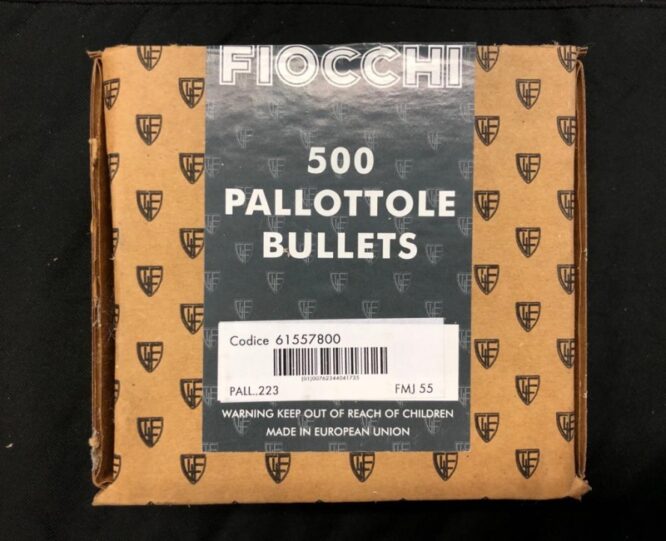 FIOCCHI
500
PALLOTTOLE
BULLETS
Codice 61557800
PALL..223 FMJ 55
WARNING KEEP OUT OF REACH OF CHILDREN
MADE IN EUROPEAN UNION